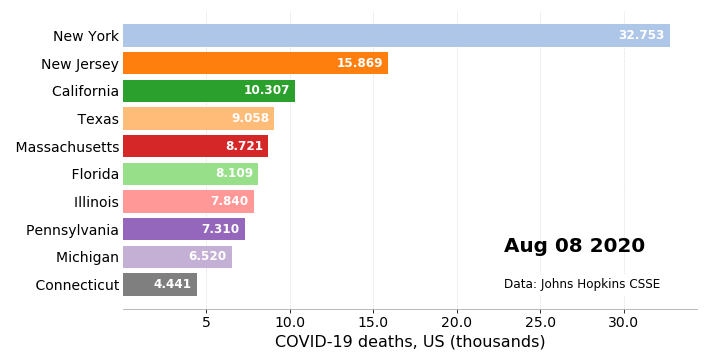 New York 32.753
New Jersey 15.869
California 10.307
Texas 9.058
Massachusetts 8.721
Florida 8.109
Illinois 7.840
Pennsylvania 7.310
Michigan 6.520
Connecticut 4.441
Aug 08 2020
Data: Johns Hopkins CSSE
5 10.0 15.0 20.0 25.0 30.0
COVID-19 deaths, US (thousands)